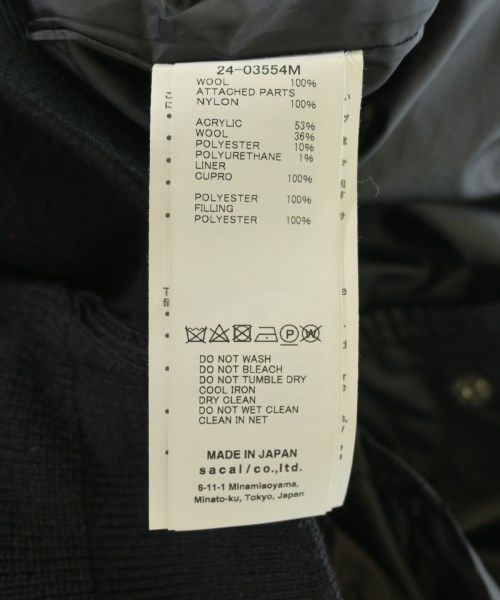 24-03554M
WOOL 100%
ATTACHED PARTS
NYLON 100%
ACRYLIC 53%
WOOL 36%
POLYESTER 10%
POLYURETHANE 1%
LINER
CUPRO 100%
POLYESTER 100%
FILLING
POLYESTER 100%
DO NOT WASH
DO NOT BLEACH
DO NOT TUMBLE DRY
COOL IRON
DRY CLEAN
DO NOT WET CLEAN
CLEAN IN NET
MADE IN JAPAN
sacai/co.,ltd.
6-11-1 Minamiaoyama,
Minato-ku, Tokyo, Japan